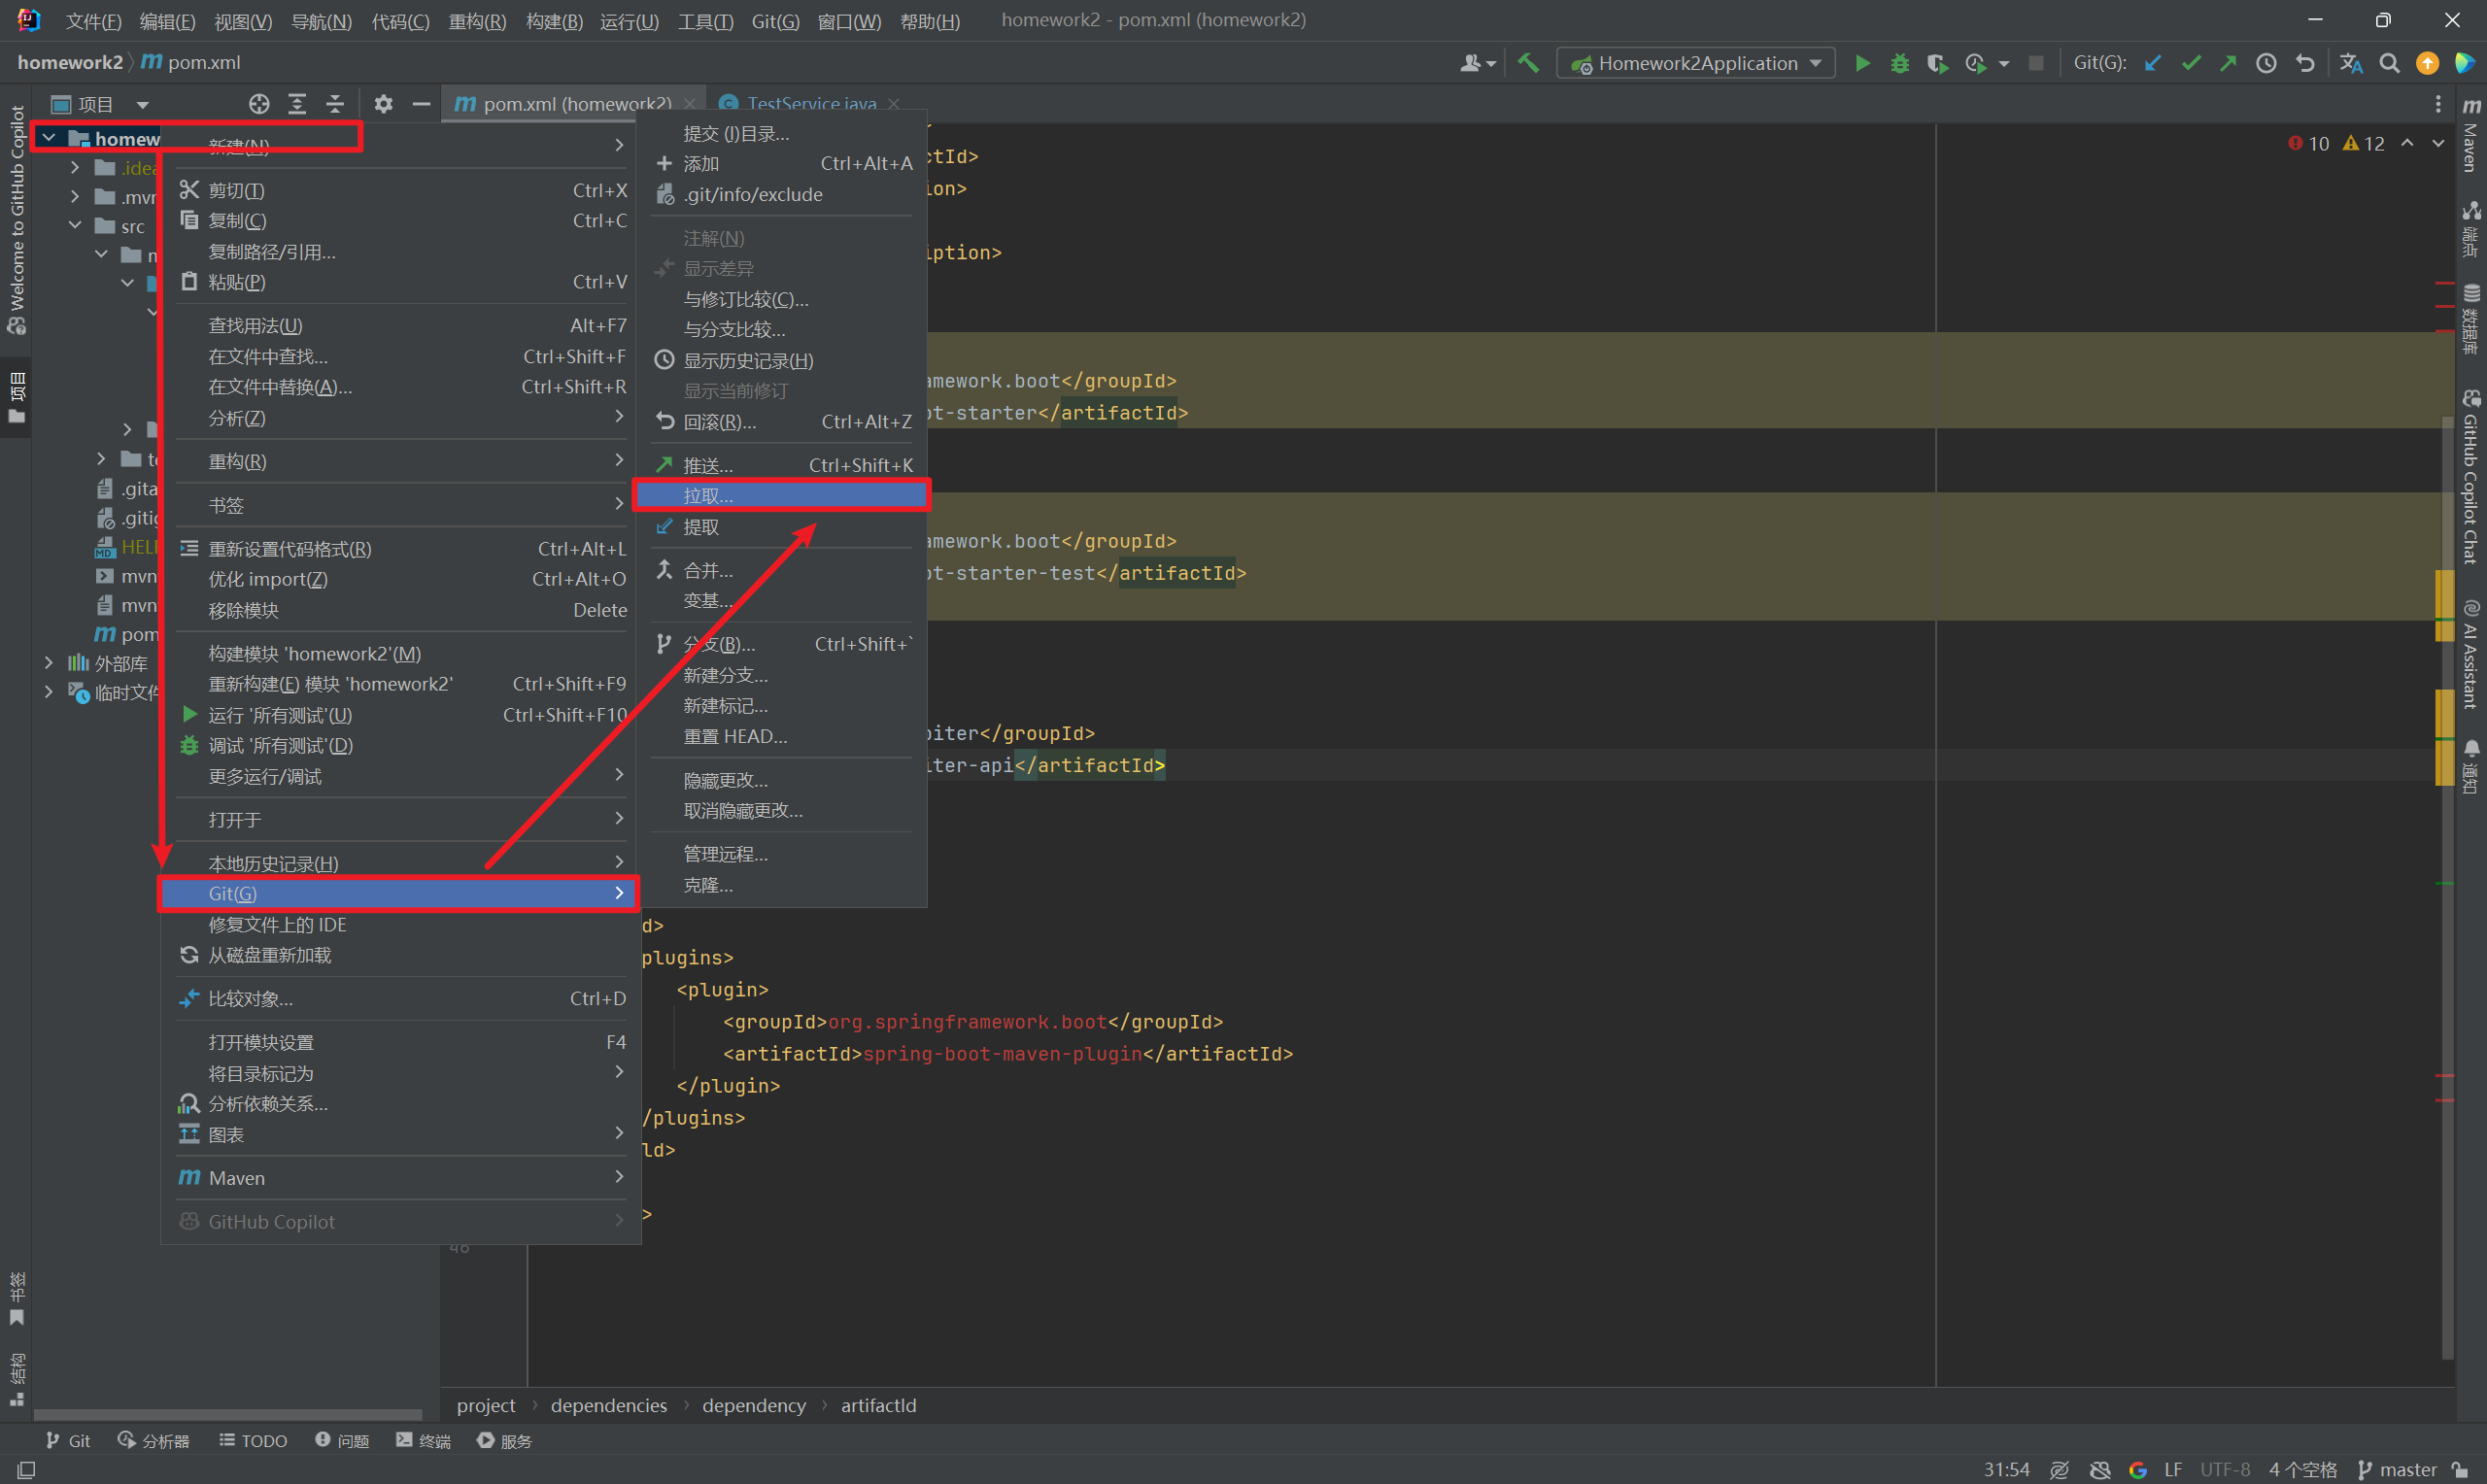 文件(F) 编辑(E) 视图(V) 导航(N) 代码(C) 重构(R) 构建(B) 运行(U) 工具(T) Git(G) 窗口(W) 帮助(H) homework2 - pom.xml (homework2)
homework2 pom.xml
Homework2Application
Git(G):
项目
pom.xml (homework2)
TestService.java
10 12
homew
.idea
.mvn
src
.gita
.gitig
HELP
mvn
mvn
pom
外部库
临时文件
新建(N)
剪切(T) Ctrl+X
复制(C) Ctrl+C
复制路径/引用...
粘贴(P) Ctrl+V
查找用法(U) Alt+F7
在文件中查找... Ctrl+Shift+F
在文件中替换(A)... Ctrl+Shift+R
分析(Z)
重构(R)
书签
重新设置代码格式(R) Ctrl+Alt+L
优化 import(Z) Ctrl+Alt+O
移除模块 Delete
构建模块 'homework2'(M)
重新构建(E) 模块 'homework2' Ctrl+Shift+F9
运行 '所有测试'(U) Ctrl+Shift+F10
调试 '所有测试'(D)
更多运行/调试
打开于
本地历史记录(H)
Git(G)
修复文件上的 IDE
从磁盘重新加载
比较对象... Ctrl+D
打开模块设置 F4
将目录标记为
分析依赖关系...
图表
Maven
GitHub Copilot
提交 (I)目录...
添加 Ctrl+Alt+A
.git/info/exclude
注解(N)
显示差异
与修订比较(C)...
与分支比较...
显示历史记录(H)
显示当前修订
回滚(R)... Ctrl+Alt+Z
推送... Ctrl+Shift+K
拉取...
提取
合并...
变基...
分支(B)... Ctrl+Shift+`
新建分支...
新建标记...
重置 HEAD...
隐藏更改...
取消隐藏更改...
管理远程...
克隆...
ctId>
ion>
iption>
amework.boot</groupId>
ot-starter</artifactId>
amework.boot</groupId>
ot-starter-test</artifactId>
piter</groupId>
iter-api</artifactId>
d>
plugins>
<plugin>
<groupId>org.springframework.boot</groupId>
<artifactId>spring-boot-maven-plugin</artifactId>
</plugin>
/plugins>
ld>
>
48
project dependencies dependency artifactId
Welcome to GitHub Copilot
项目
书签
结构
Maven
端点
数据库
GitHub Copilot Chat
AI Assistant
通知
Git 分析器 TODO 问题 终端 服务
31:54 LF UTF-8 4 个空格 master